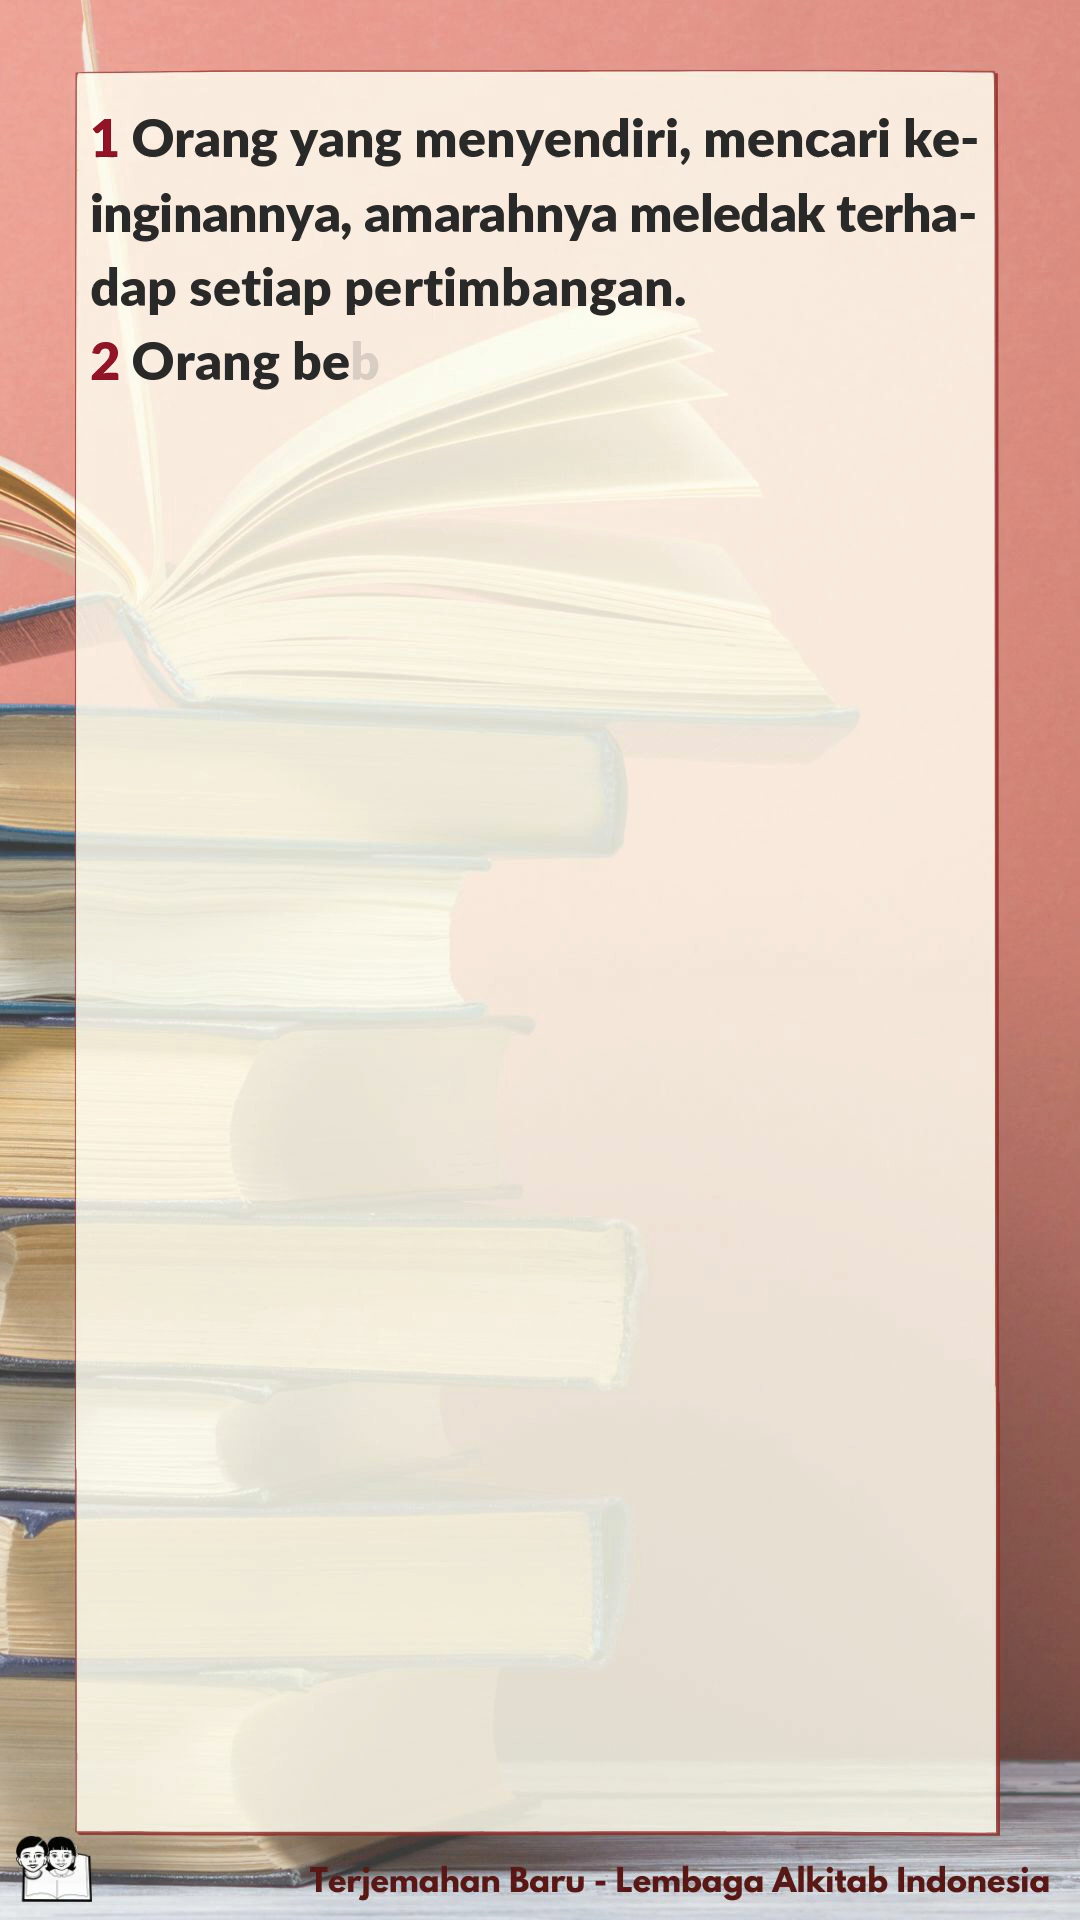 1 Orang yang menyendiri, mencari ke-
inginannya, amarahnya meledak terha-
dap setiap pertimbangan.
2 Orang beb
Terjemahan Baru - Lembaga Alkitab Indonesia